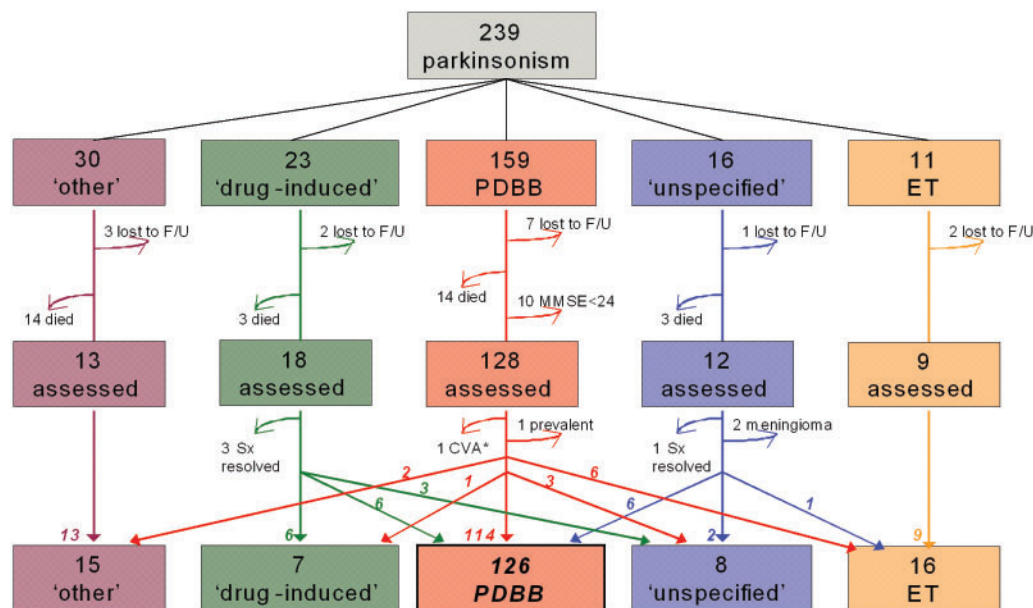 239
parkinsonism
30
'other'
23
'drug-induced'
159
PDBB
16
'unspecified'
11
ET
3 lost to F/U
2 lost to F/U
7 lost to F/U
1 lost to F/U
2 lost to F/U
14 died
3 died
14 died
10 MMSE<24
3 died
13
assessed
18
assessed
128
assessed
12
assessed
9
assessed
3 Sx
resolved
1 CVA*
1 prevalent
1 Sx
resolved
2 meningioma
2
6
1
3
3
6
6
1
13
6
114
2
9
15
'other'
7
'drug-induced'
126
PDBB
8
'unspecified'
16
ET